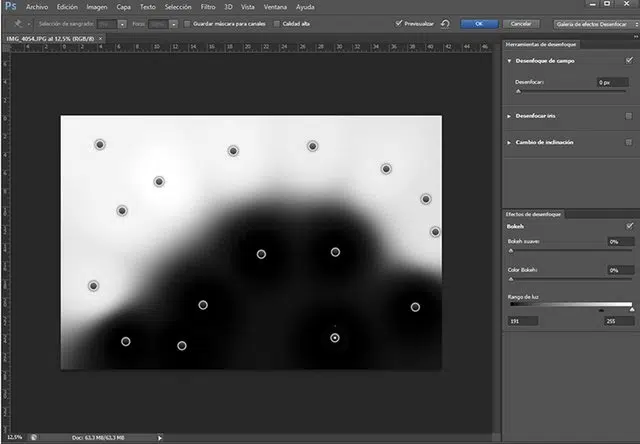 Ps Archivo Edición Imagen Capa Texto Selección Filtro 3D Vista Ventana Ayuda
Selección de sangrado: Foco: Guardar máscara para canales Calidad alta Previsualizar OK Cancelar Galería de efectos Desenfocar
IMG_4054.JPG al 12,5% (RGB/8)
Herramientas de desenfoque
Desenfoque de campo
Desenfocar: 0 px
Desenfocar iris
Cambio de inclinación
Efectos de desenfoque
Bokeh
Bokeh suave: 0%
Color Bokeh: 0%
Rango de luz
191 255
12,5% Doc: 63,3 MB/63,3 MB